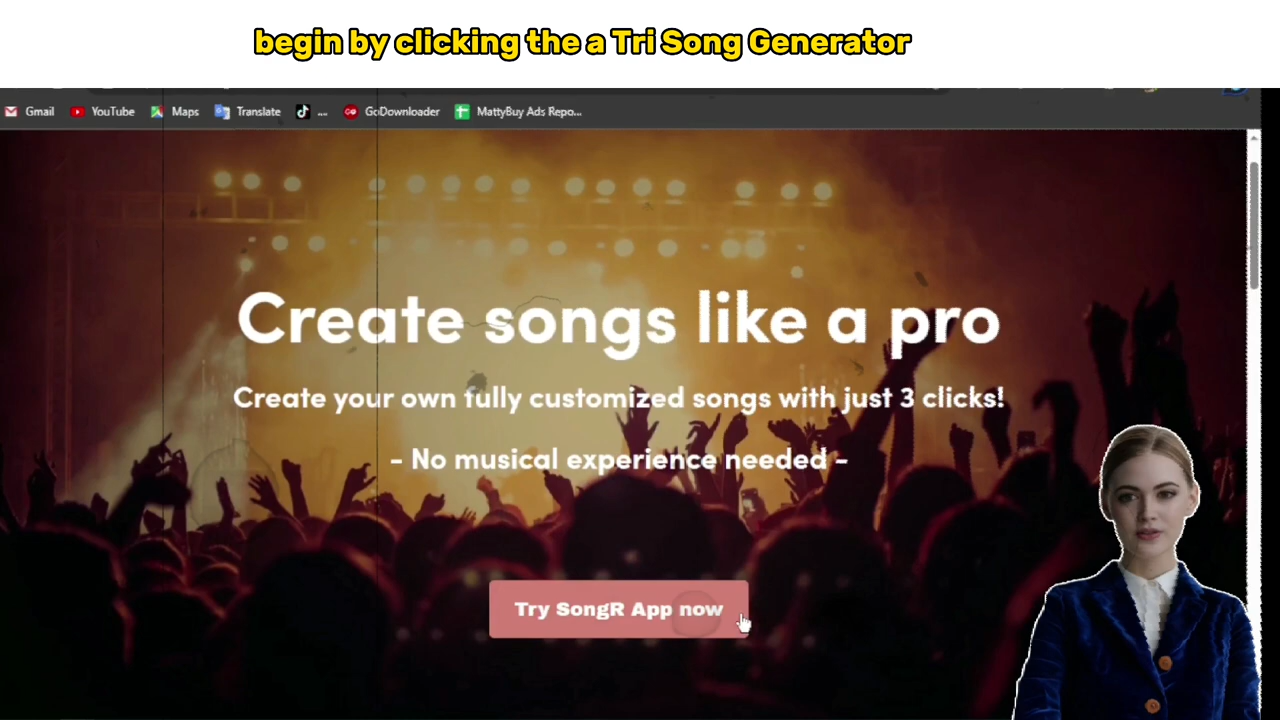 begin by clicking the a Tri Song Generator
Gmail YouTube Maps Translate ... GoDownloader MattyBuy Ads Repo...
Create songs like a pro
Create your own fully customized songs with just 3 clicks!
- No musical experience needed -
Try SongR App now